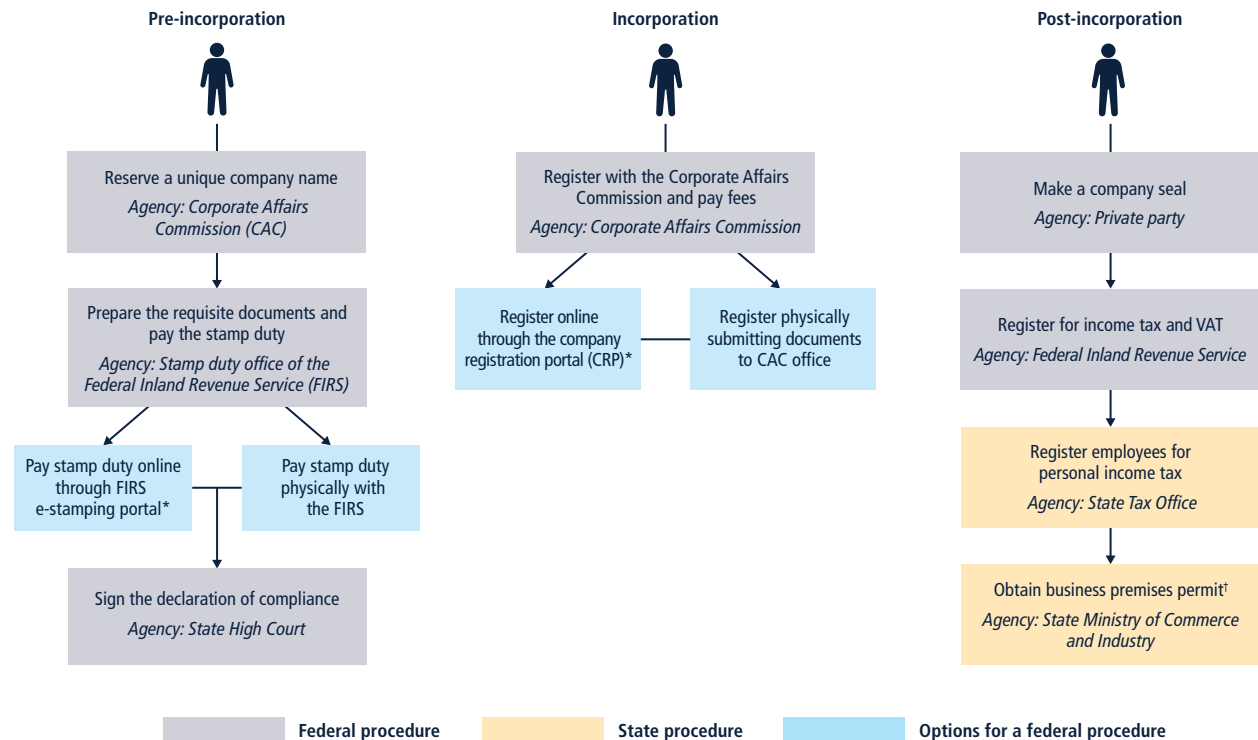 Pre-incorporation
Reserve a unique company name
Agency: Corporate Affairs
Commission (CAC)
Prepare the requisite documents and
pay the stamp duty
Agency: Stamp duty office of the
Federal Inland Revenue Service (FIRS)
Pay stamp duty online
through FIRS
e-stamping portal*
Pay stamp duty
physically with
the FIRS
Sign the declaration of compliance
Agency: State High Court
Incorporation
Register with the Corporate Affairs
Commission and pay fees
Agency: Corporate Affairs Commission
Register online
through the company
registration portal (CRP)*
Register physically
submitting documents
to CAC office
Post-incorporation
Make a company seal
Agency: Private party
Register for income tax and VAT
Agency: Federal Inland Revenue Service
Register employees for
personal income tax
Agency: State Tax Office
Obtain business premises permit†
Agency: State Ministry of Commerce
and Industry
Federal procedure
State procedure
Options for a federal procedure